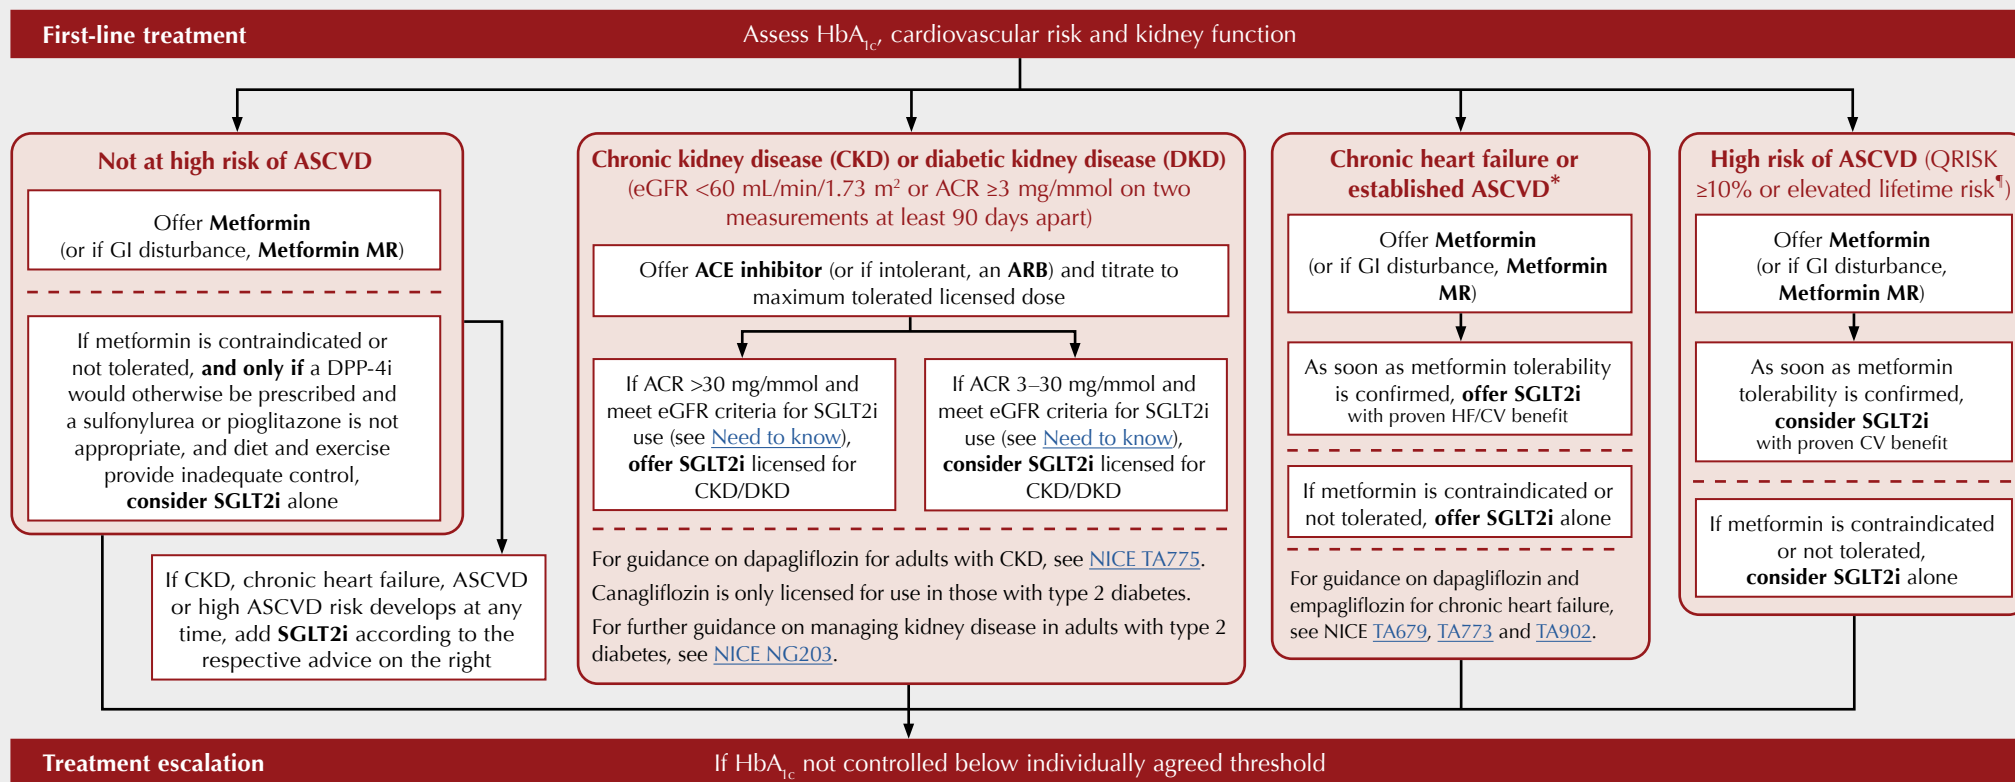 First-line treatment
Assess HbA1c, cardiovascular risk and kidney function
Not at high risk of ASCVD
Offer Metformin
(or if GI disturbance, Metformin MR)
If metformin is contraindicated or
not tolerated, and only if a DPP-4i
would otherwise be prescribed and
a sulfonylurea or pioglitazone is not
appropriate, and diet and exercise
provide inadequate control,
consider SGLT2i alone
If CKD, chronic heart failure, ASCVD
or high ASCVD risk develops at any
time, add SGLT2i according to the
respective advice on the right
Chronic kidney disease (CKD) or diabetic kidney disease (DKD)
(eGFR <60 mL/min/1.73 m² or ACR ≥3 mg/mmol on two
measurements at least 90 days apart)
Offer ACE inhibitor (or if intolerant, an ARB) and titrate to
maximum tolerated licensed dose
If ACR >30 mg/mmol and
meet eGFR criteria for SGLT2i
use (see Need to know),
offer SGLT2i licensed for
CKD/DKD
If ACR 3–30 mg/mmol and
meet eGFR criteria for SGLT2i
use (see Need to know),
consider SGLT2i licensed for
CKD/DKD
For guidance on dapagliflozin for adults with CKD, see NICE TA775.
Canagliflozin is only licensed for use in those with type 2 diabetes.
For further guidance on managing kidney disease in adults with type 2
diabetes, see NICE NG203.
Chronic heart failure or
established ASCVD*
Offer Metformin
(or if GI disturbance, Metformin
MR)
As soon as metformin tolerability
is confirmed, offer SGLT2i
with proven HF/CV benefit
If metformin is contraindicated or
not tolerated, offer SGLT2i alone
For guidance on dapagliflozin and
empagliflozin for chronic heart failure,
see NICE TA679, TA773 and TA902.
High risk of ASCVD (QRISK
≥10% or elevated lifetime risk¶)
Offer Metformin
(or if GI disturbance,
Metformin MR)
As soon as metformin
tolerability is confirmed,
consider SGLT2i
with proven CV benefit
If metformin is contraindicated
or not tolerated,
consider SGLT2i alone
Treatment escalation
If HbA1c not controlled below individually agreed threshold